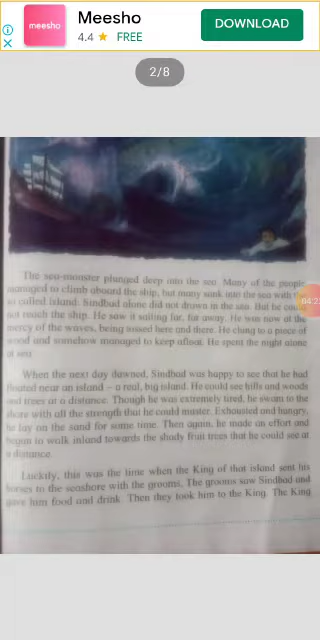 meesho
Meesho
4.4 ★ FREE
DOWNLOAD
2/8
The sea-monster plunged deep into the sea. Many of the people
managed to climb aboard the ship, but many sunk into the sea with
so called island. Sindbad alone did not drown in the sea. But he could
not reach the ship. He saw it sailing far, far away. He was now at the
mercy of the waves, being tossed here and there. He clung to a piece of
wood and somehow managed to keep afloat. He spent the night alone
at sea.
When the next day dawned, Sindbad was happy to see that he had
floated near an island – a real, big island. He could see hills and woods
and trees at a distance. Though he was extremely tired, he swam to the
shore with all the strength that he could muster. Exhausted and hungry,
he lay on the sand for some time. Then again, he made an effort and
began to walk inland towards the shady fruit trees that he could see at
a distance.
Luckily, this was the time when the King of that island sent his
horses to the seashore with the grooms. The grooms saw Sindbad and
gave him food and drink. Then they took him to the King. The King